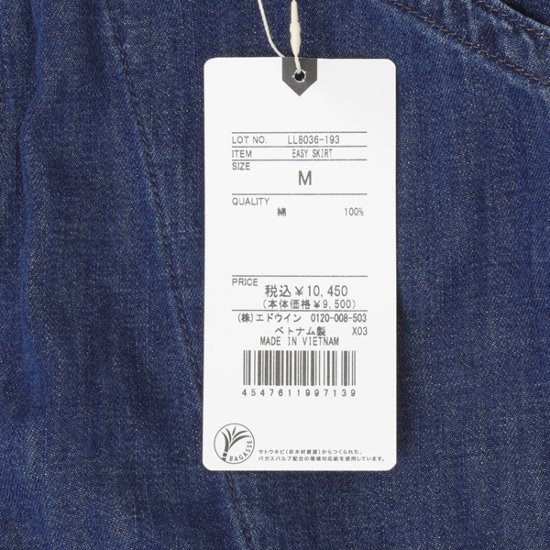 LOT NO. LL8036-193
ITEM EASY SKIRT
SIZE
M
QUALITY
綿 100%
PRICE 税込¥10,450
(本体価格¥9,500)
(株)エドウイン 0120-008-503
ベトナム製 X03
MADE IN VIETNAM
4547611997139
BAGASSE
サトウキビ(非木材資源)からつくられた、
バガスパルプ配合の環境対応紙を使用しています。